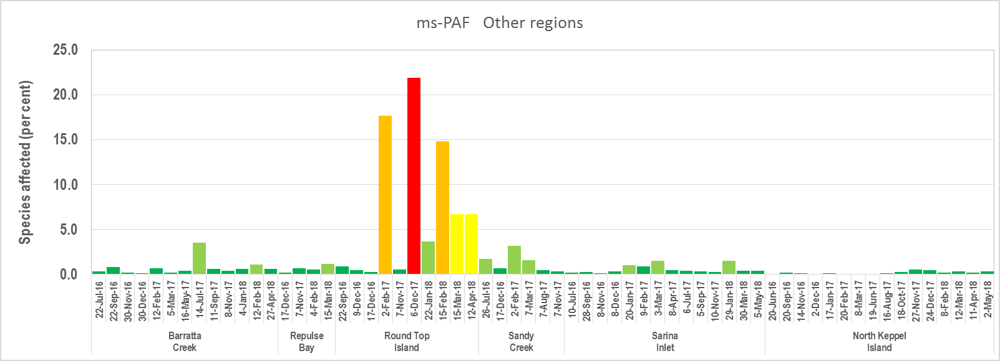 ms-PAF Other regions
Species affected (per cent)
25.0
20.0
15.0
10.0
5.0
0.0
22-Jul-16
22-Sep-16
30-Nov-16
30-Dec-16
12-Feb-17
5-Mar-17
16-May-17
14-Jul-17
11-Sep-17
8-Nov-17
4-Jan-18
12-Feb-18
27-Apr-18
17-Dec-16
7-Nov-17
4-Feb-18
15-Mar-18
22-Sep-16
9-Dec-16
17-Dec-16
2-Feb-17
7-Nov-17
6-Dec-17
22-Jan-18
15-Feb-18
15-Mar-18
12-Apr-18
26-Jul-16
17-Dec-16
2-Feb-17
7-Mar-17
7-Aug-17
7-Nov-17
10-Jul-16
28-Sep-16
8-Nov-16
8-Dec-16
20-Jan-17
9-Feb-17
3-Mar-17
8-Apr-17
6-Jul-17
5-Sep-17
10-Nov-17
29-Jan-18
30-Mar-18
5-May-18
20-Jun-16
20-Sep-16
14-Nov-16
2-Dec-16
17-Jan-17
20-Feb-17
8-Mar-17
19-Jun-17
16-Aug-17
18-Oct-17
27-Nov-17
24-Dec-17
8-Feb-18
12-Mar-18
11-Apr-18
2-May-18
Barratta
Creek
Repulse
Bay
Round Top
Island
Sandy
Creek
Sarina
Inlet
North Keppel
Island